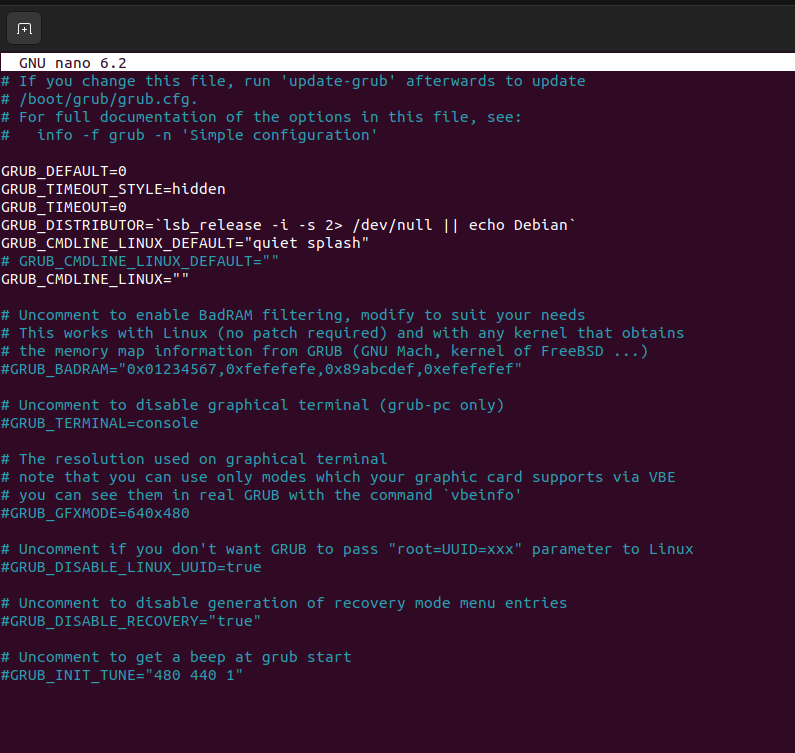 GNU nano 6.2
# If you change this file, run 'update-grub' afterwards to update
# /boot/grub/grub.cfg.
# For full documentation of the options in this file, see:
#   info -f grub -n 'Simple configuration'

GRUB_DEFAULT=0
GRUB_TIMEOUT_STYLE=hidden
GRUB_TIMEOUT=0
GRUB_DISTRIBUTOR=`lsb_release -i -s 2> /dev/null || echo Debian`
GRUB_CMDLINE_LINUX_DEFAULT="quiet splash"
# GRUB_CMDLINE_LINUX_DEFAULT=""
GRUB_CMDLINE_LINUX=""

# Uncomment to enable BadRAM filtering, modify to suit your needs
# This works with Linux (no patch required) and with any kernel that obtains
# the memory map information from GRUB (GNU Mach, kernel of FreeBSD ...)
#GRUB_BADRAM="0x01234567,0xfefefefe,0x89abcdef,0xefefefef"

# Uncomment to disable graphical terminal (grub-pc only)
#GRUB_TERMINAL=console

# The resolution used on graphical terminal
# note that you can use only modes which your graphic card supports via VBE
# you can see them in real GRUB with the command `vbeinfo'
#GRUB_GFXMODE=640x480

# Uncomment if you don't want GRUB to pass "root=UUID=xxx" parameter to Linux
#GRUB_DISABLE_LINUX_UUID=true

# Uncomment to disable generation of recovery mode menu entries
#GRUB_DISABLE_RECOVERY="true"

# Uncomment to get a beep at grub start
#GRUB_INIT_TUNE="480 440 1"